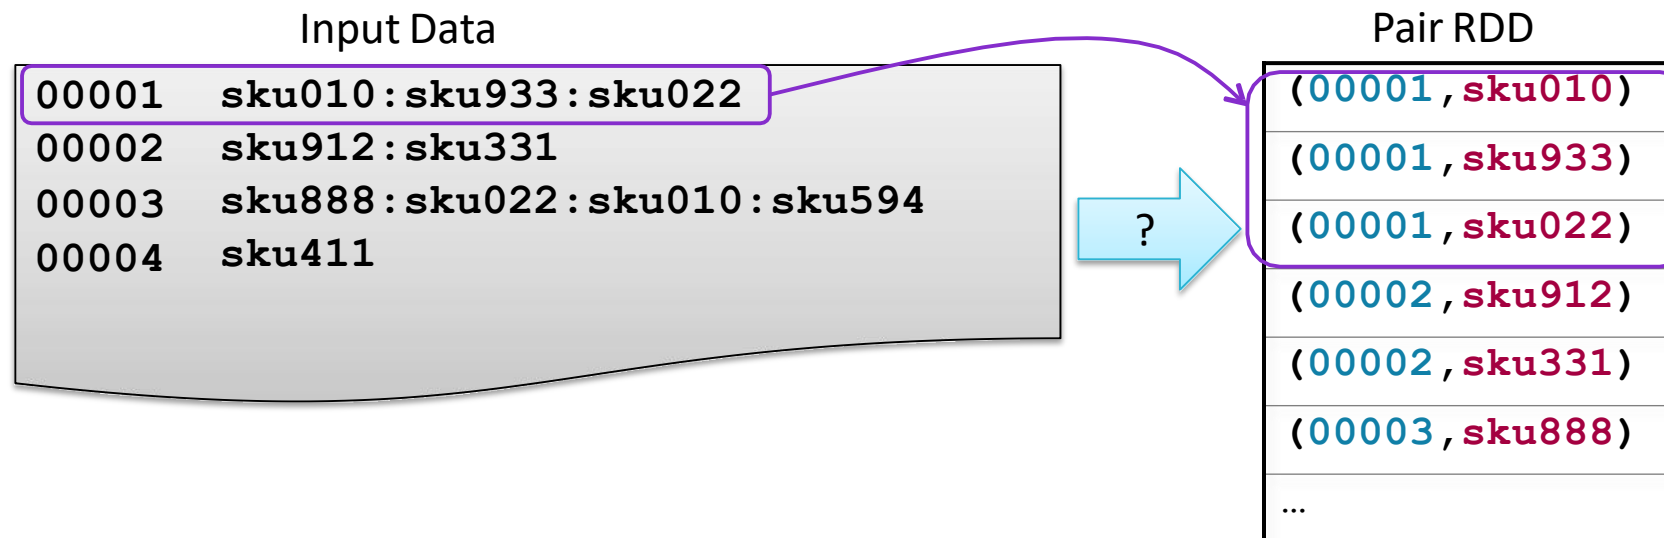 Input Data
00001 sku010:sku933:sku022
00002 sku912:sku331
00003 sku888:sku022:sku010:sku594
00004 sku411
?
Pair RDD
(00001,sku010)
(00001,sku933)
(00001,sku022)
(00002,sku912)
(00002,sku331)
(00003,sku888)
…